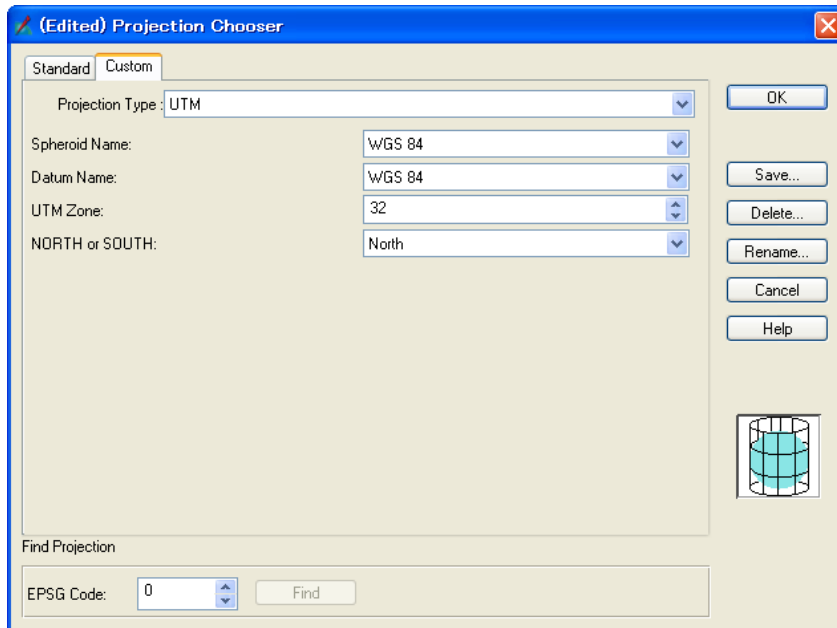 (Edited) Projection Chooser
Standard Custom
Projection Type : UTM
Spheroid Name: WGS 84
Datum Name: WGS 84
UTM Zone: 32
NORTH or SOUTH: North
OK
Save...
Delete...
Rename...
Cancel
Help
Find Projection
EPSG Code: 0 Find